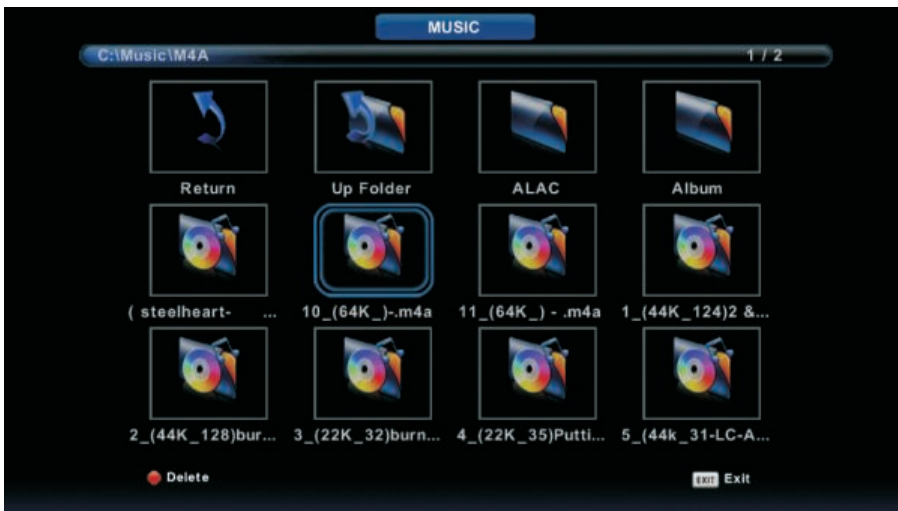 MUSIC
C:\Music\M4A 1 / 2
Return Up Folder ALAC Album
( steelheart- ... 10_(64K_)-.m4a 11_(64K_) - .m4a 1_(44K_124)2 &...
2_(44K_128)bur... 3_(22K_32)burn... 4_(22K_35)Putti... 5_(44k_31-LC-A...
Delete EXIT Exit